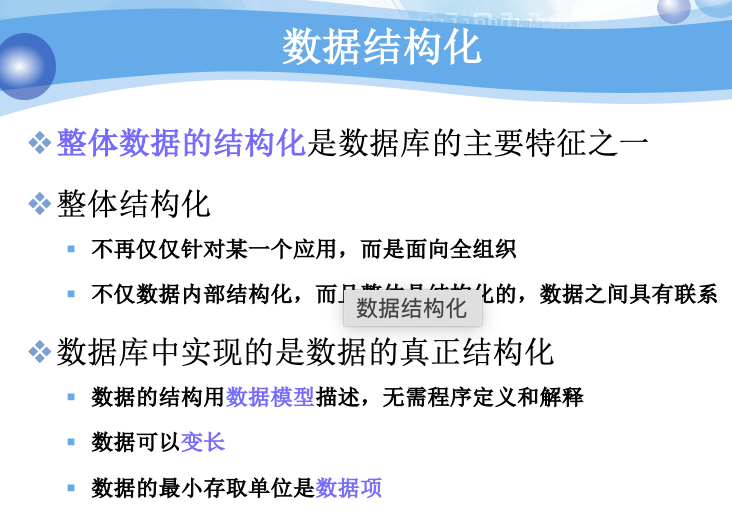 数据结构化
整体数据的结构化是数据库的主要特征之一
整体结构化
不再仅仅针对某一个应用，而是面向全组织
不仅数据内部结构化，而且整体是结构化的，数据之间具有联系
数据结构化
数据库中实现的是数据的真正结构化
数据的结构用数据模型描述，无需程序定义和解释
数据可以变长
数据的最小存取单位是数据项